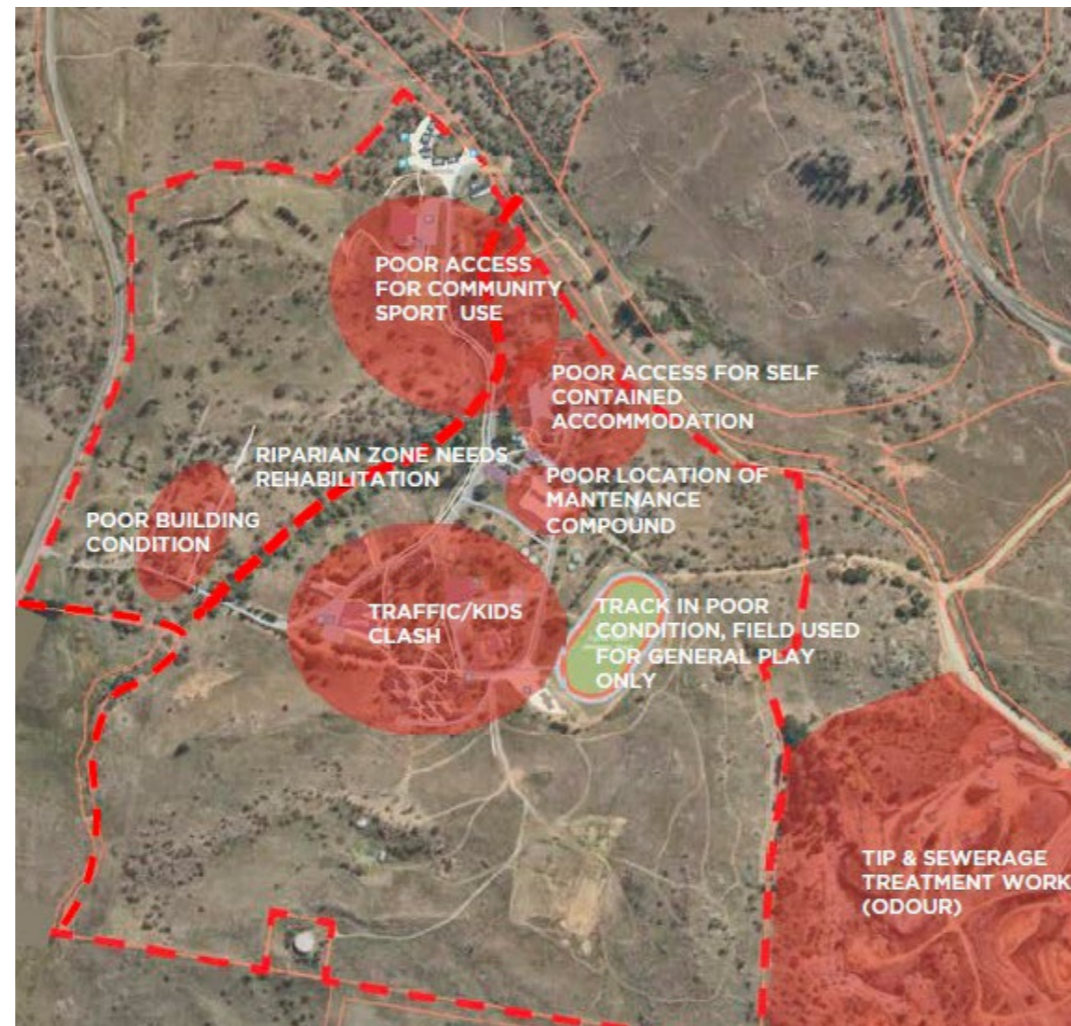 POOR ACCESS
FOR COMMUNITY
SPORT USE
POOR ACCESS FOR SELF
CONTAINED
ACCOMMODATION
RIPARIAN ZONE NEEDS
REHABILITATION
POOR LOCATION OF
MANTENANCE
COMPOUND
POOR BUILDING
CONDITION
TRAFFIC/KIDS
CLASH
TRACK IN POOR
CONDITION, FIELD USED
FOR GENERAL PLAY
ONLY
TIP & SEWERAGE
TREATMENT WORK
(ODOUR)